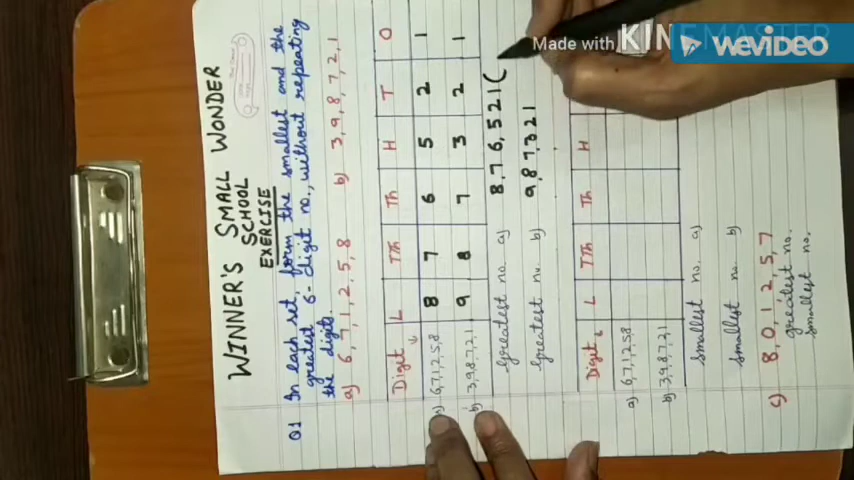 WINNER'S SMALL WONDER
SCHOOL
EXERCISE
Q1 In each set, form the smallest and the
greatest 6-digit no., without repeating
the digits.
a) 6, 7, 1, 2, 5, 8 b) 3, 9, 8, 7, 2, 1
Digit L TTh Th H T O
a) 6,7,1,2,5,8 8 7 6 5 2 1
b) 3,9,8,7,2,1 9 8 7 3 2 1
Greatest no. a) 8,76,521(
Greatest no. b) 9,87,321
Digit L TTh Th H
a) 6,7,1,2,5,8
b) 3,9,8,7,2,1
Smallest no. a)
Smallest no. b)
c) 8, 0, 1, 2, 5, 7
greatest no.
smallest no.
Made with KINEMASTER
WeVideo